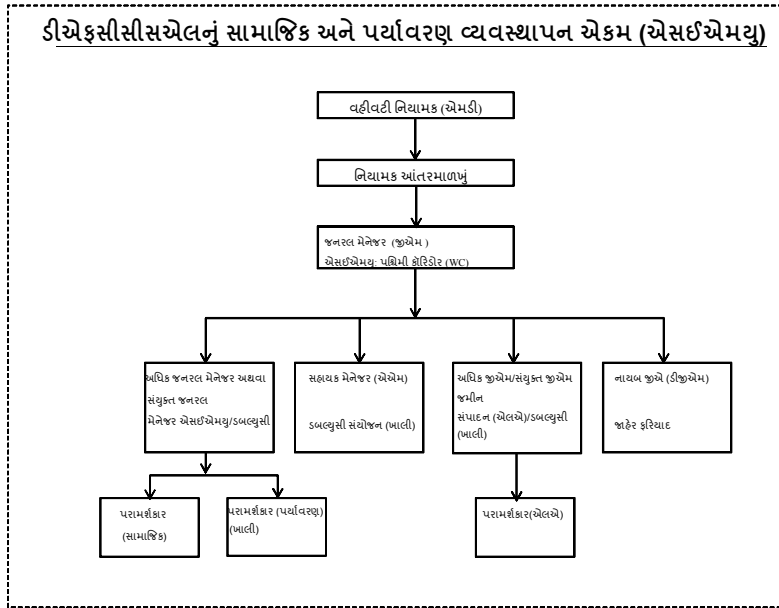 ડીએફસીસીસએલનું સામાજિક અને પર્યાવરણ વ્યવસ્થાપન એકમ (એસઈએમયુ)
વહીવટી નિયામક (એમડી)
નિયામક આંતરમાળખું
જનરલ મેનેજર (જીએમ )
એસઈએમયુ: પશ્ચિમી કૉરિડોર (WC)
અધિક જનરલ મેનેજર અથવા
સંયુક્ત જનરલ
મેનેજર એસઈએમયુ/ડબલ્યુસી
સહાયક મેનેજર (એએમ)
ડબલ્યુસી સંયોજન (ખાલી)
અધિક જીએમ/સંયુક્ત જીએમ
જમીન
સંપાદન (એલએ)/ડબલ્યુસી
(ખાલી)
નાયબ જીએ (ડીજીએમ)
જાહેર ફરિયાદ
પરામર્શકાર
(સામાજિક)
પરામર્શકાર (પર્યાવરણ)
(ખાલી)
પરામર્શકાર(એલએ)